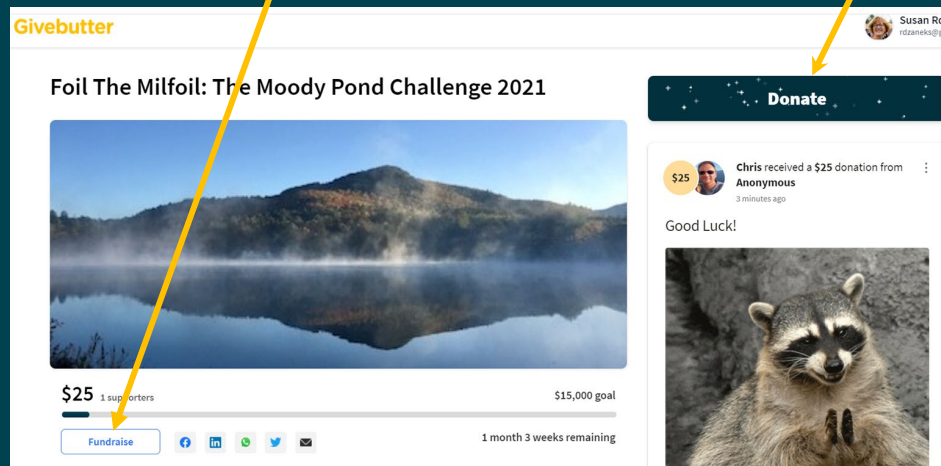 Givebutter
Susan Ro
rdzaneks@
Foil The Milfoil: The Moody Pond Challenge 2021
Donate
$25
Chris received a $25 donation from
Anonymous
3 minutes ago
Good Luck!
$25 1 supporters
$15,000 goal
Fundraise
1 month 3 weeks remaining